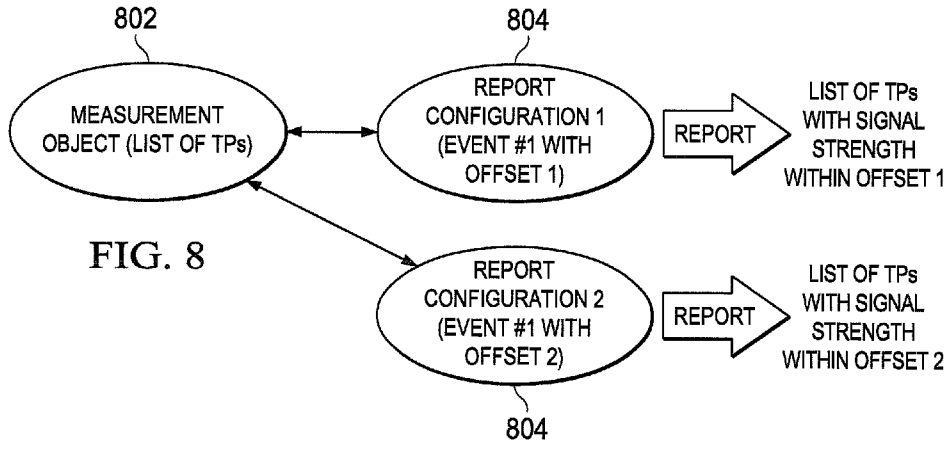 802
MEASUREMENT
OBJECT (LIST OF TPs)
804
REPORT
CONFIGURATION 1
(EVENT #1 WITH
OFFSET 1)
REPORT
LIST OF TPs
WITH SIGNAL
STRENGTH
WITHIN OFFSET 1
FIG. 8
REPORT
CONFIGURATION 2
(EVENT #1 WITH
OFFSET 2)
804
REPORT
LIST OF TPs
WITH SIGNAL
STRENGTH
WITHIN OFFSET 2